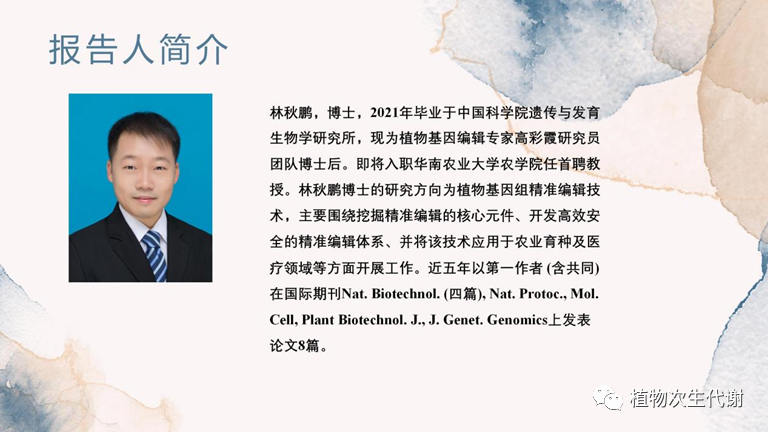 报告人简介
林秋鹏，博士，2021年毕业于中国科学院遗传与发育
生物学研究所，现为植物基因编辑专家高彩霞研究员
团队博士后。即将入职华南农业大学农学院任首聘教
授。林秋鹏博士的研究方向为植物基因组精准编辑技
术，主要围绕挖掘精准编辑的核心元件、开发高效安
全的精准编辑体系、并将该技术应用于农业育种及医
疗领域等方面开展工作。近五年以第一作者 (含共同)
在国际期刊Nat. Biotechnol. (四篇), Nat. Protoc., Mol.
Cell, Plant Biotechnol. J., J. Genet. Genomics上发表
论文8篇。
植物次生代谢